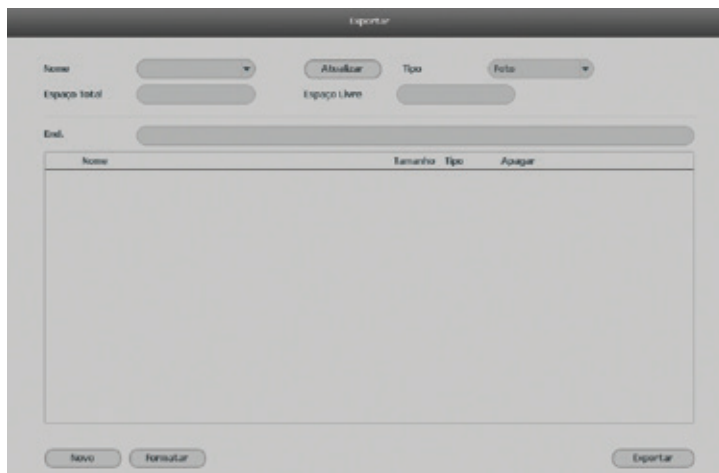 Exportar
Nome Atualizar Tipo Foto
Espaço Total Espaço Livre
End.
Nome Tamanho Tipo Apagar
Novo Formatar Exportar